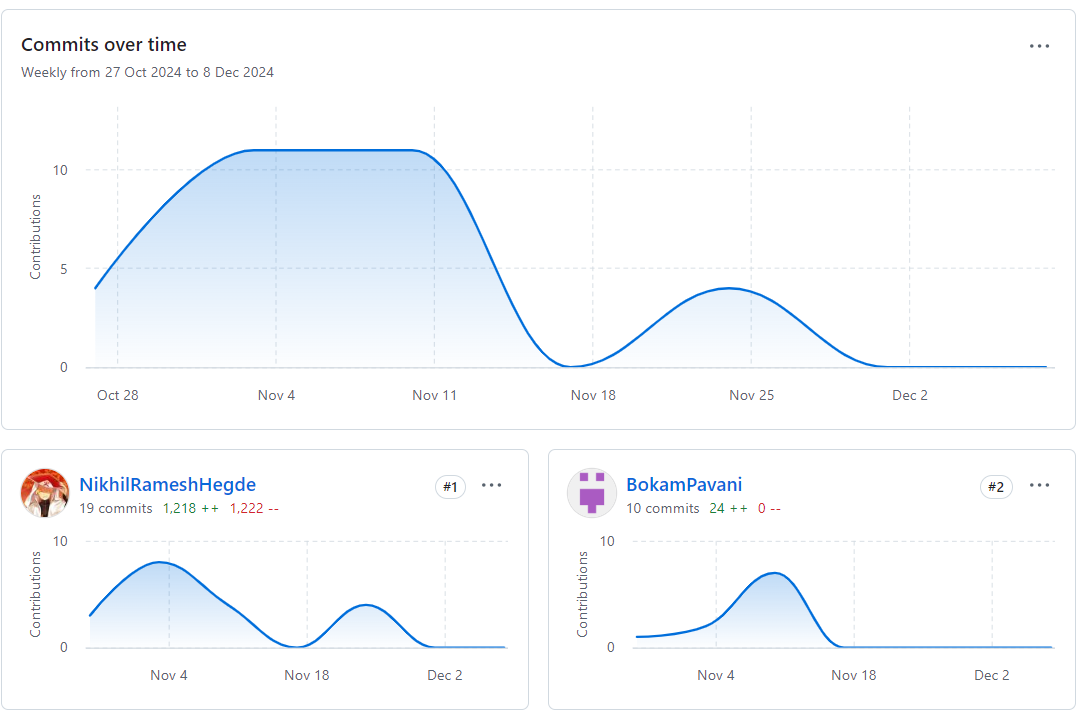 Commits over time
Weekly from 27 Oct 2024 to 8 Dec 2024
Contributions
10
5
0
Oct 28 Nov 4 Nov 11 Nov 18 Nov 25 Dec 2
NikhilRameshHegde #1
19 commits 1,218 ++ 1,222 --
Contributions
10
0
Nov 4 Nov 18 Dec 2
BokamPavani #2
10 commits 24 ++ 0 --
Contributions
10
0
Nov 4 Nov 18 Dec 2